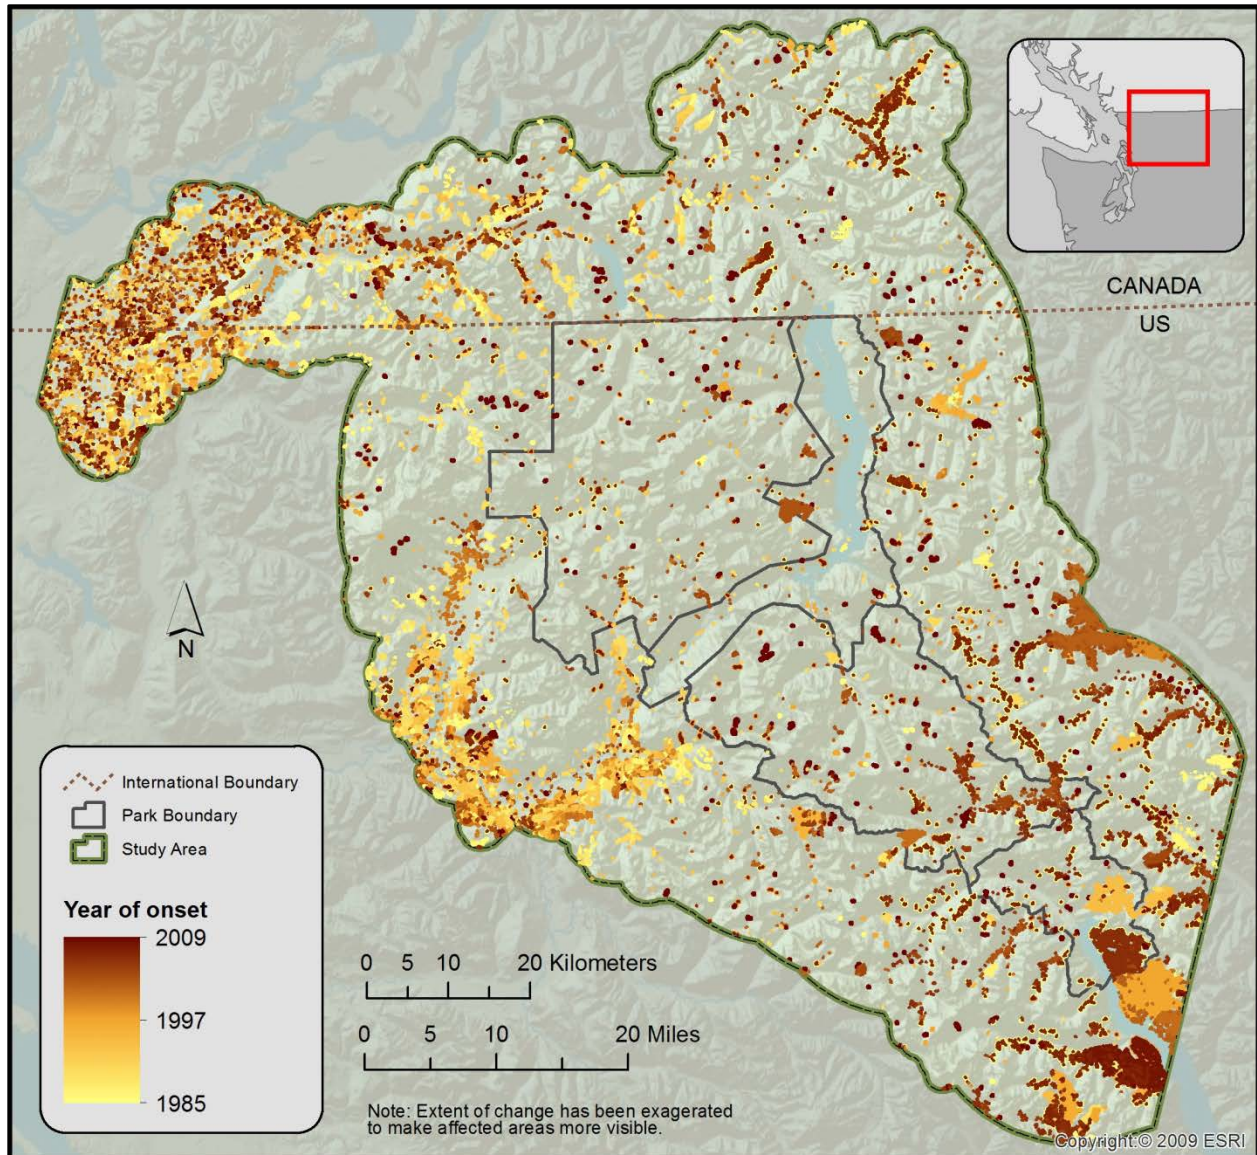 CANADA
US
N
International Boundary
Park Boundary
Study Area
Year of onset
2009
1997
1985
0 5 10 20 Kilometers
0 5 10 20 Miles
Note: Extent of change has been exagerated
to make affected areas more visible.
Copyright:© 2009 ESRI